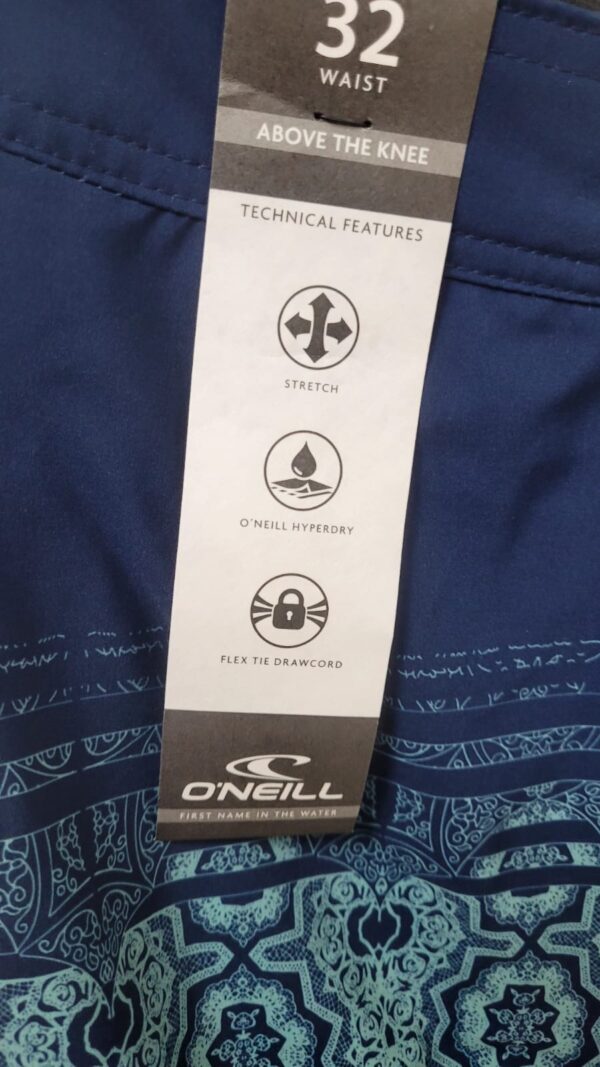 32
WAIST
ABOVE THE KNEE
TECHNICAL FEATURES
STRETCH
O'NEILL HYPERDRY
FLEX TIE DRAWCORD
O'NEILL
FIRST NAME IN THE WATER